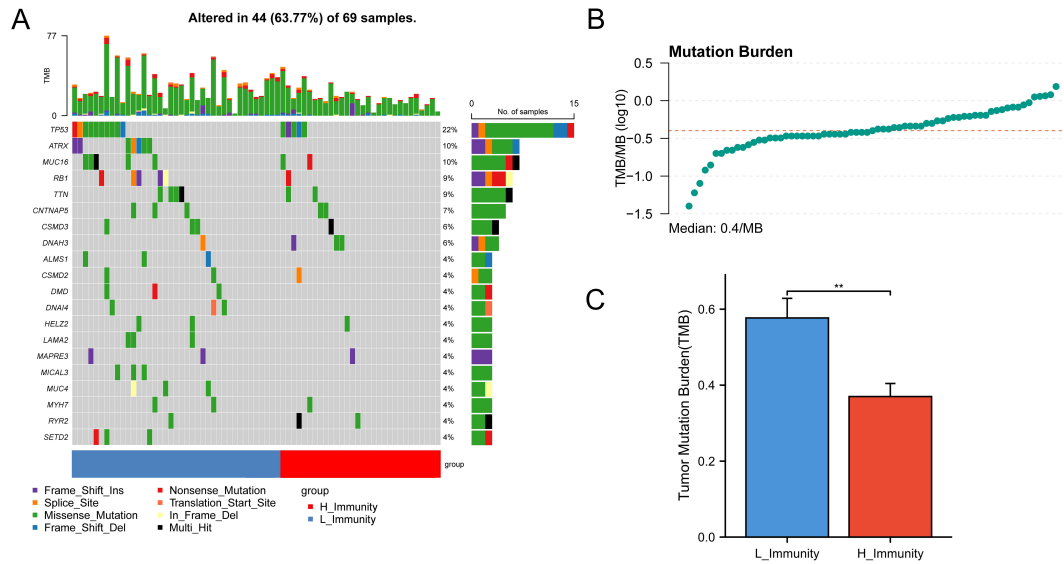 A
Altered in 44 (63.77%) of 69 samples.
77
0
TMB
0
15
No. of samples
TP53
22%
ATRX
10%
MUC16
10%
RB1
9%
TTN
9%
CNTNAP5
7%
CSMD3
6%
DNAH3
6%
ALMS1
4%
CSMD2
4%
DMD
4%
DNAI4
4%
HELZ2
4%
LAMA2
4%
MAPRE3
4%
MICAL3
4%
MUC4
4%
MYH7
4%
RYR2
4%
SETD2
4%
group
Frame_Shift_Ins
Splice_Site
Missense_Mutation
Frame_Shift_Del
Nonsense_Mutation
Translation_Start_Site
In_Frame_Del
Multi_Hit
group
H_Immunity
L_Immunity
B
Mutation Burden
TMB/MB (log10)
0.5
0.0
−0.5
−1.0
−1.5
Median: 0.4/MB
C
Tumor Mutation Burden(TMB)
0.6
0.4
0.2
0.0
**
L_Immunity
H_Immunity